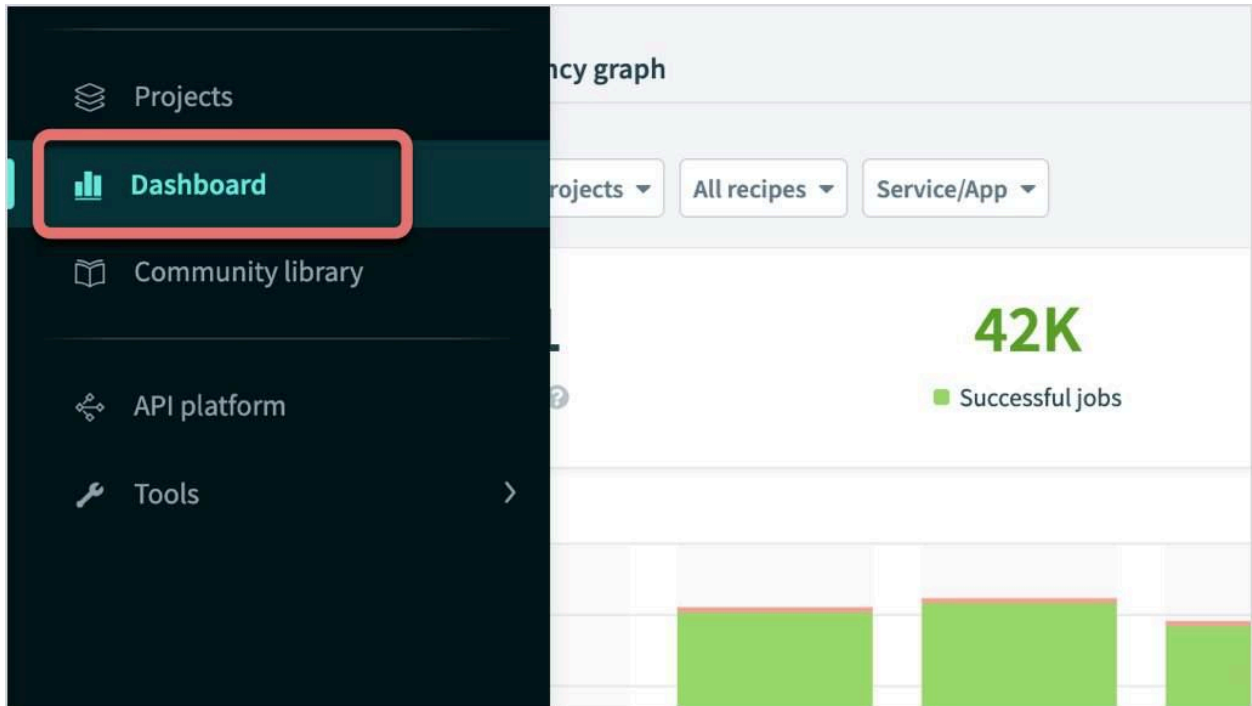 Projects
Dashboard
Community library
API platform
Tools
ncy graph
rojects
All recipes
Service/App
42K
Successful jobs